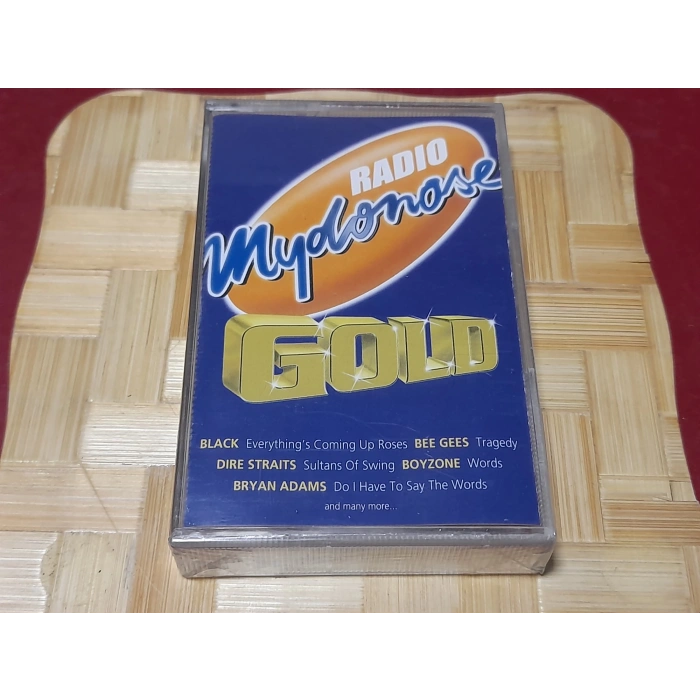 RADIO
Mydonose
GOLD
BLACK Everything's Coming Up Roses BEE GEES Tragedy
DIRE STRAITS Sultans Of Swing BOYZONE Words
BRYAN ADAMS Do I Have To Say The Words
and many more...